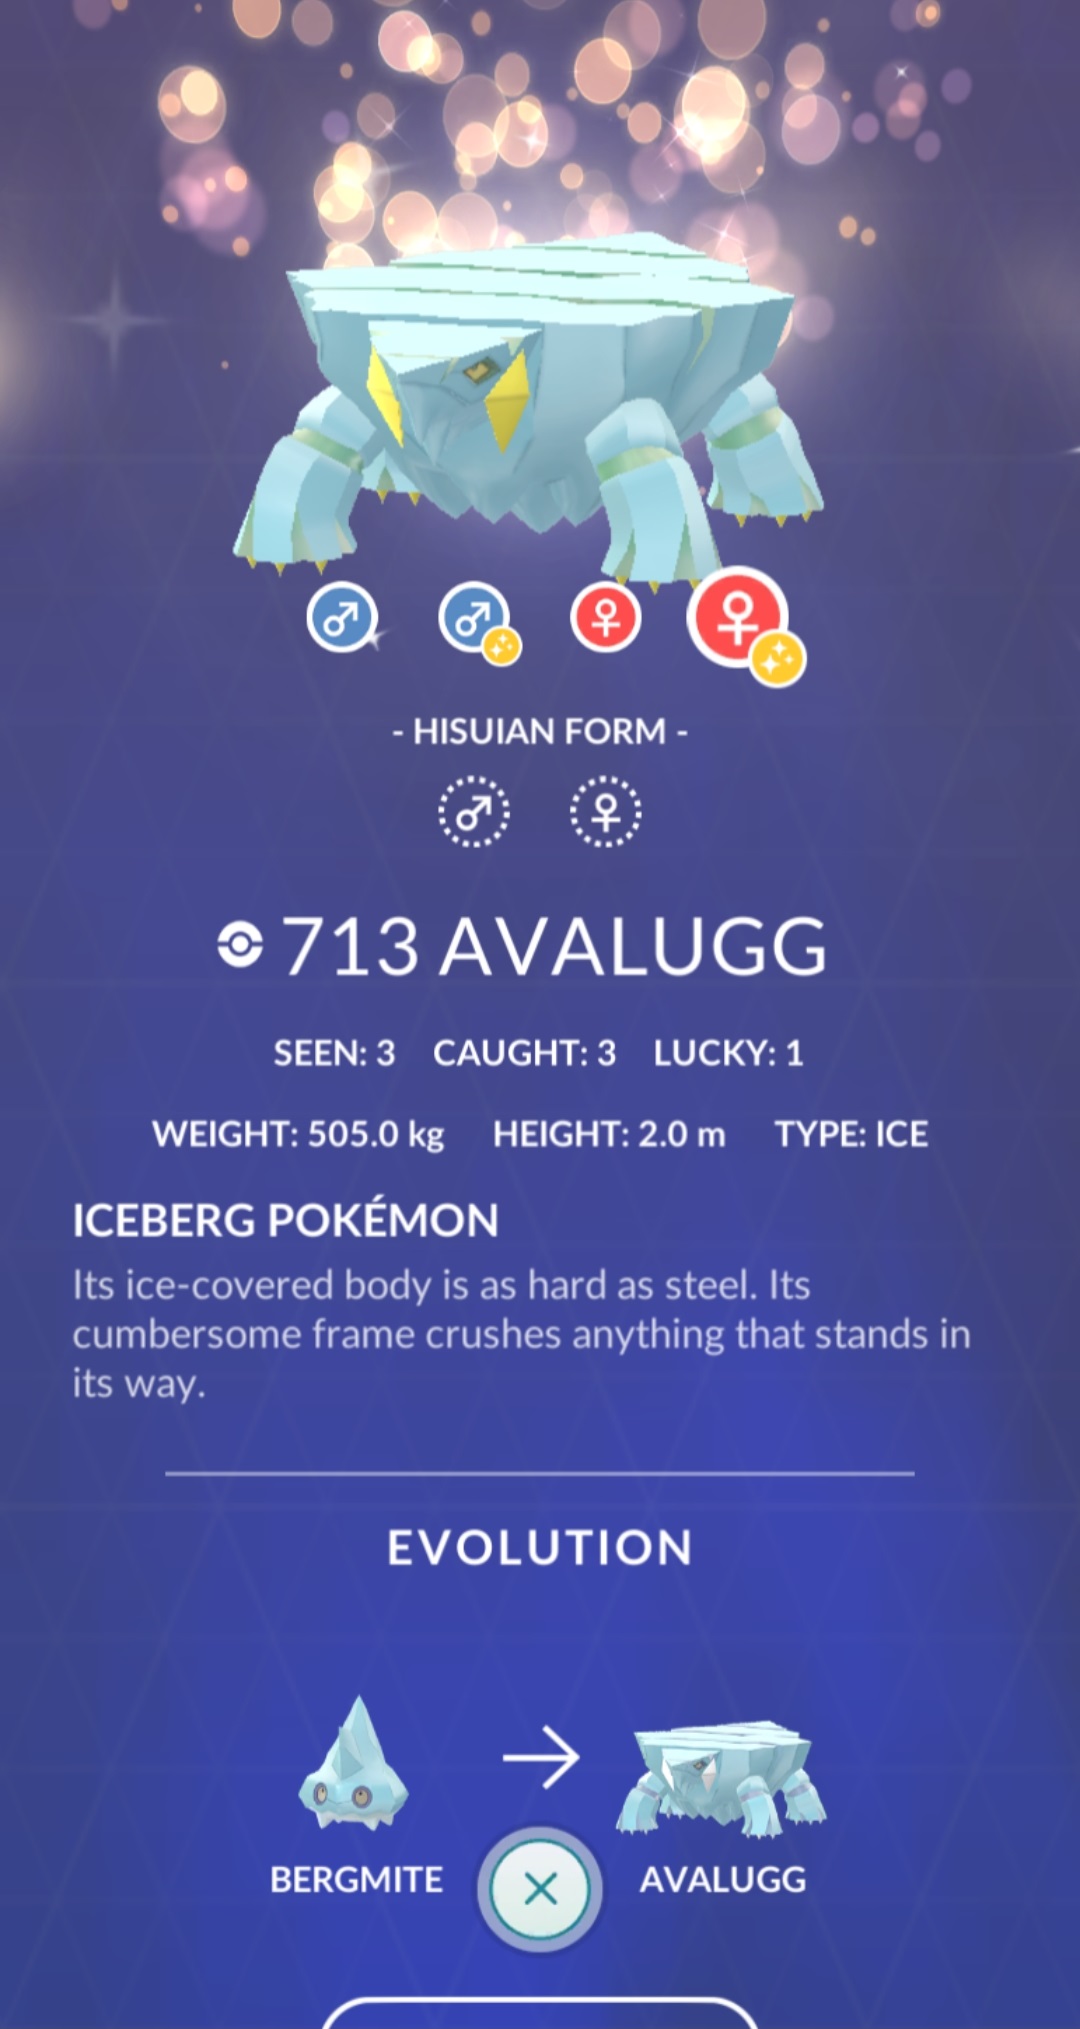 - HISUIAN FORM -
713 AVALUGG
SEEN: 3 CAUGHT: 3 LUCKY: 1
WEIGHT: 505.0 kg HEIGHT: 2.0 m TYPE: ICE
ICEBERG POKÉMON
Its ice-covered body is as hard as steel. Its
cumbersome frame crushes anything that stands in
its way.
EVOLUTION
BERGMITE AVALUGG